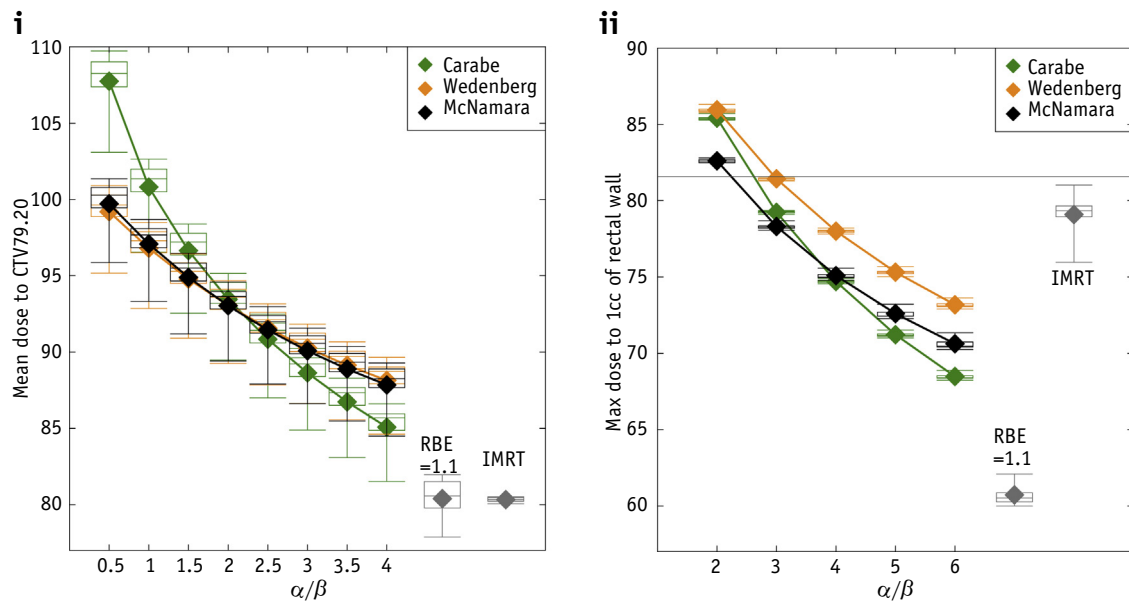 i
Mean dose to CTV79.20
110
105
100
95
90
85
80
0.5 1 1.5 2 2.5 3 3.5 4
α/β
Carabe
Wedenberg
McNamara
RBE
=1.1
IMRT
ii
Max dose to 1cc of rectal wall
90
85
80
75
70
65
60
2 3 4 5 6
α/β
Carabe
Wedenberg
McNamara
IMRT
RBE
=1.1